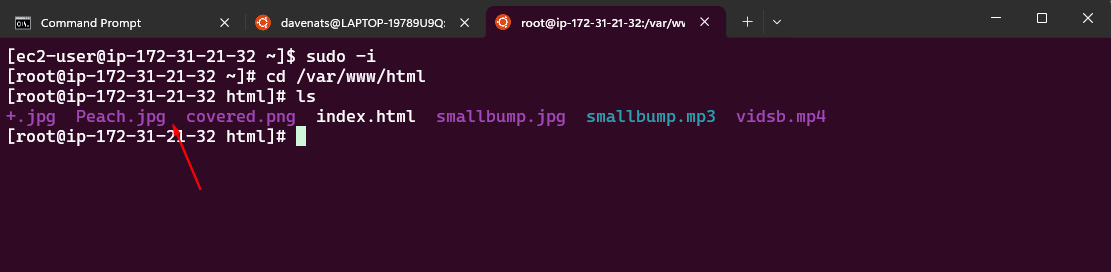 Command Prompt davenats@LAPTOP-19789U9Q: root@ip-172-31-21-32:/var/ww
[ec2-user@ip-172-31-21-32 ~]$ sudo -i
[root@ip-172-31-21-32 ~]# cd /var/www/html
[root@ip-172-31-21-32 html]# ls
+.jpg Peach.jpg covered.png index.html smallbump.jpg smallbump.mp3 vidsb.mp4
[root@ip-172-31-21-32 html]#